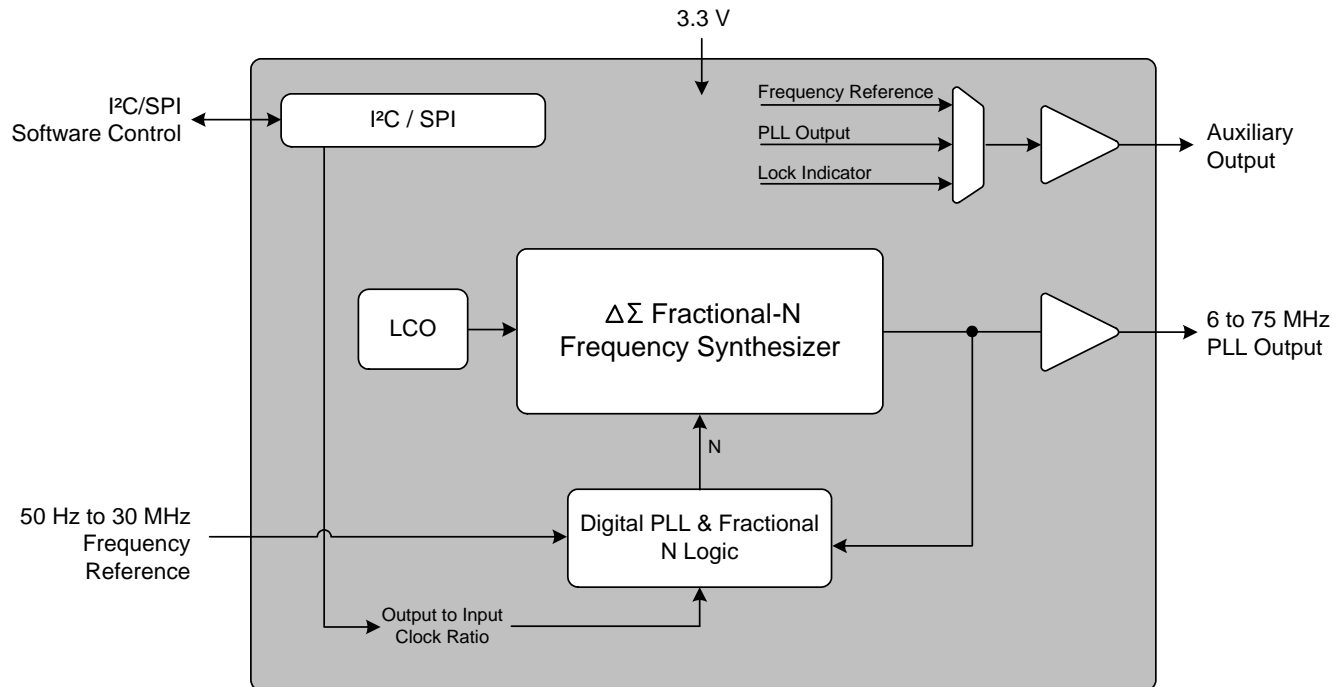 3.3 V
I²C/SPI
Software Control
I²C / SPI
Frequency Reference
PLL Output
Lock Indicator
Auxiliary
Output
LCO
ΔΣ Fractional-N
Frequency Synthesizer
6 to 75 MHz
PLL Output
N
50 Hz to 30 MHz
Frequency
Reference
Digital PLL & Fractional
N Logic
Output to Input
Clock Ratio